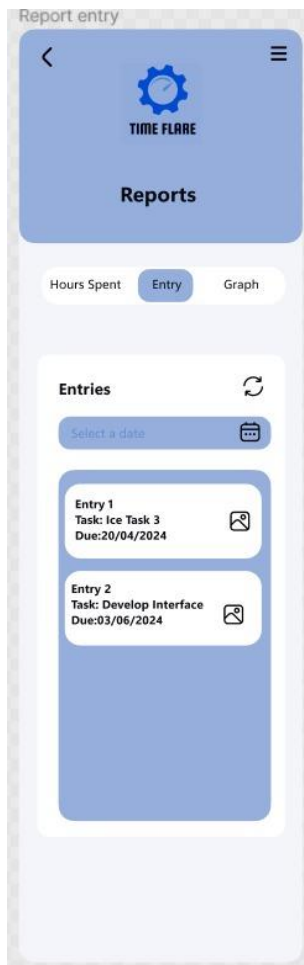 Report entry
TIME FLARE
Reports
Hours Spent Entry Graph
Entries
Select a date
Entry 1
Task: Ice Task 3
Due:20/04/2024
Entry 2
Task: Develop Interface
Due:03/06/2024